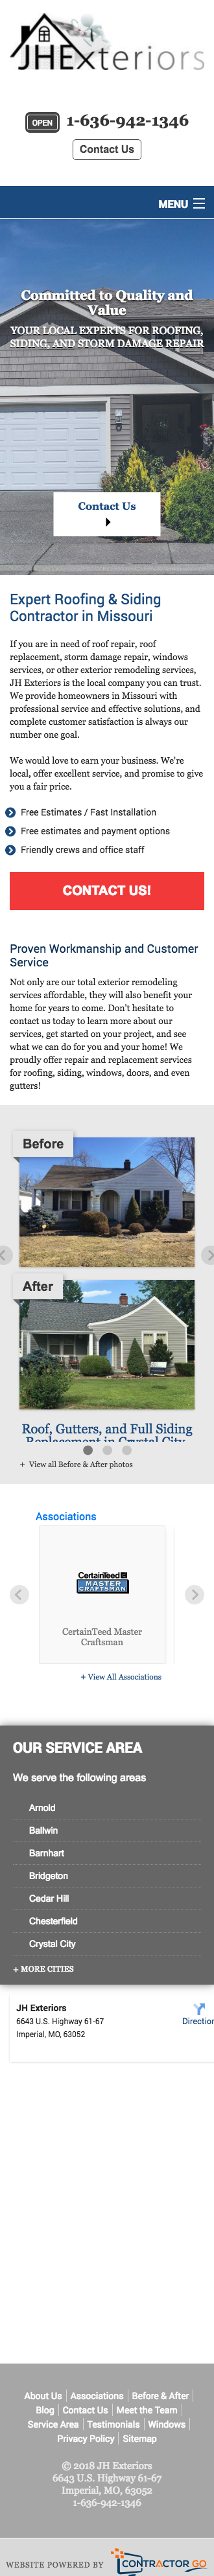 JHExteriors
OPEN 1-636-942-1346
Contact Us
MENU
Committed to Quality and
Value
YOUR LOCAL EXPERTS FOR ROOFING,
SIDING, AND STORM DAMAGE REPAIR
Contact Us
Expert Roofing & Siding
Contractor in Missouri
If you are in need of roof repair, roof
replacement, storm damage repair, windows
services, or other exterior remodeling services,
JH Exteriors is the local company you can trust.
We provide homeowners in Missouri with
professional service and effective solutions, and
complete customer satisfaction is always our
number one goal.
We would love to earn your business. We're
local, offer excellent service, and promise to give
you a fair price.
Free Estimates / Fast Installation
Free estimates and payment options
Friendly crews and office staff
CONTACT US!
Proven Workmanship and Customer
Service
Not only are our total exterior remodeling
services affordable, they will also benefit your
home for years to come. Don't hesitate to
contact us today to learn more about our
services, get started on your project, and see
what we can do for you and your home! We
proudly offer repair and replacement services
for roofing, siding, windows, doors, and even
gutters!
Before
After
Roof, Gutters, and Full Siding
Replacement in Crystal City
+ View all Before & After photos
Associations
CertainTeed
MASTER
CRAFTSMAN
CertainTeed Master
Craftsman
+ View All Associations
OUR SERVICE AREA
We serve the following areas
Arnold
Ballwin
Barnhart
Bridgeton
Cedar Hill
Chesterfield
Crystal City
+ MORE CITIES
JH Exteriors
6643 U.S. Highway 61-67
Imperial, MO, 63052
Direction
About Us Associations Before & After
Blog Contact Us Meet the Team
Service Area Testimonials Windows
Privacy Policy Sitemap
© 2018 JH Exteriors
6643 U.S. Highway 61-67
Imperial, MO, 63052
1-636-942-1346
WEBSITE POWERED BY CONTRACTOR GO